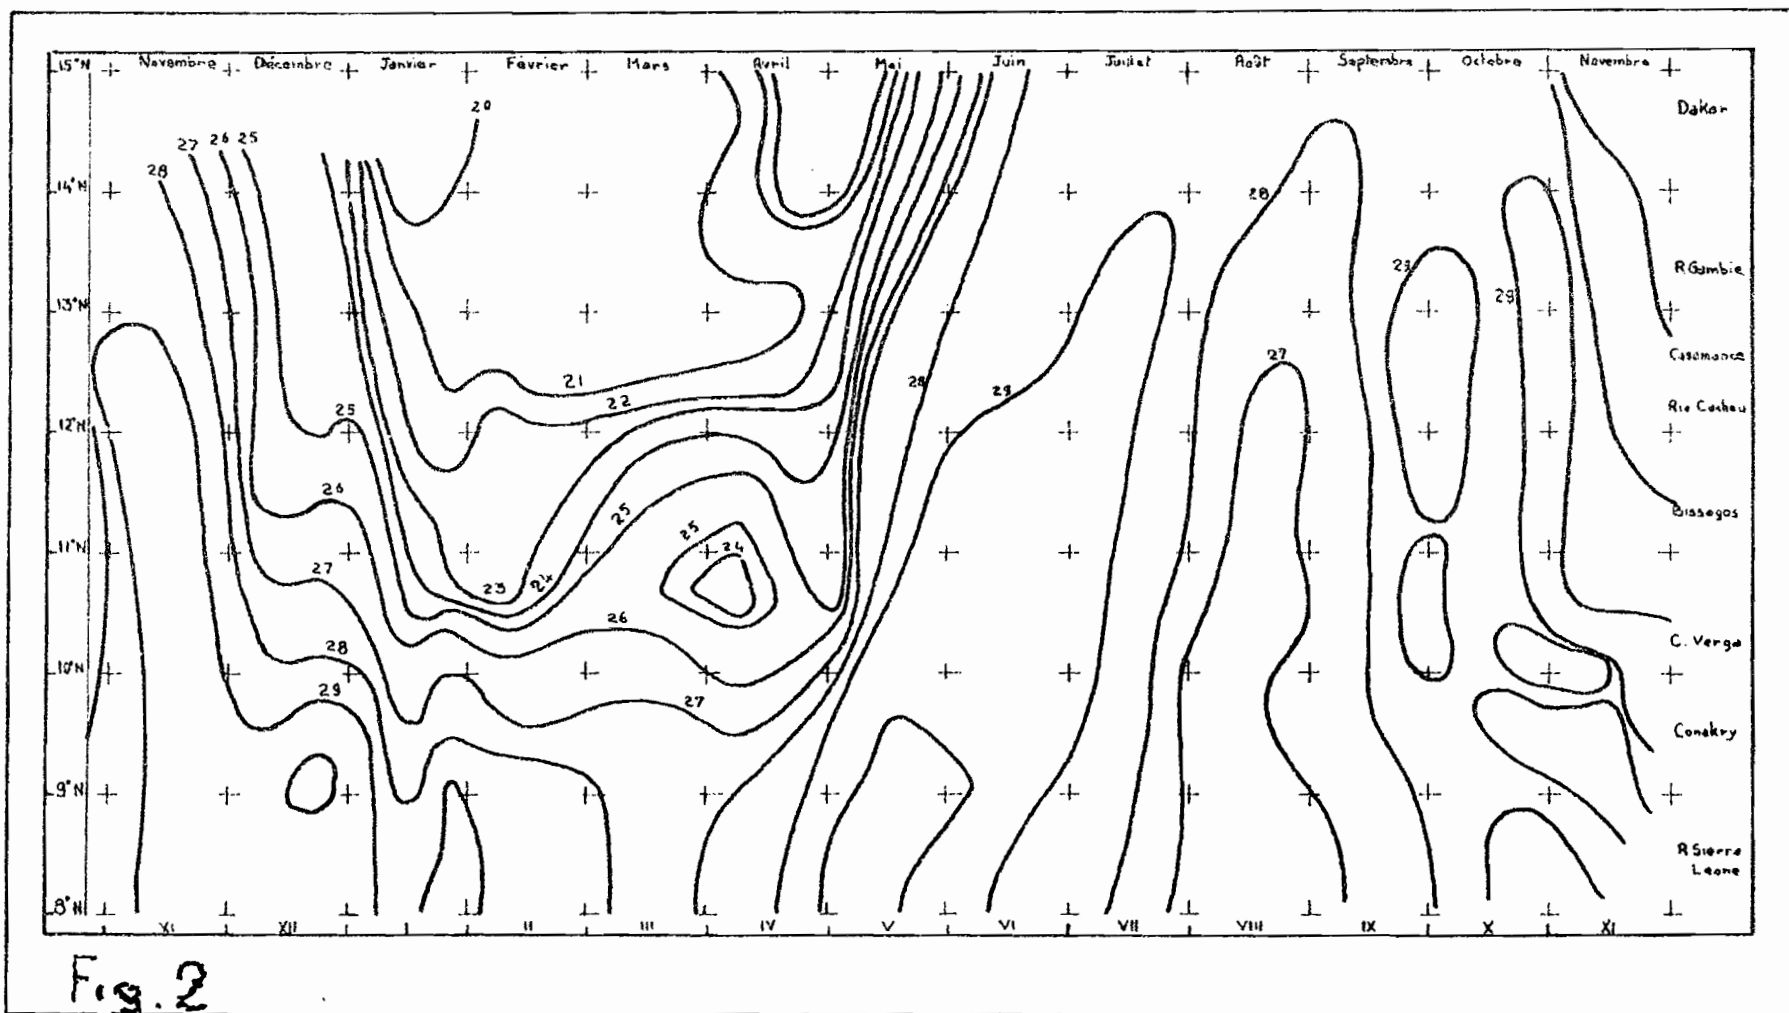 15°N Novembre Décembre Janvier Février Mars Avril Mai Juin Juillet Août Septembre Octobre Novembre
20 Dakar
27 26 25
28
14°N 28
29 R Gambie
13°N 29
Casamance
27
21 28 29
22 Rio Cacheu
25
12°N
26 25 Bissagos
25
11°N 24
27 23 24
26
28 C. Verga
10°N
29 27
Conakry
9°N
R Sierra
Leone
8°N
XI XII II III IV V VI VII VIII IX X XI
Fig. 2